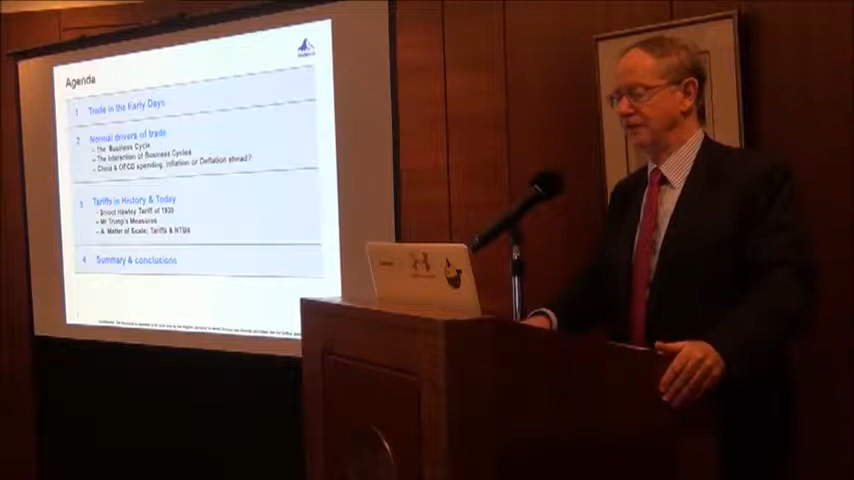 Agenda
1 Trade in the Early Days
2 Normal drivers of trade
– The Business Cycle
– The Interaction of Business Cycles
– China & OECD spending. Inflation or Deflation ahead?
3 Tariffs in History & Today
– Smoot Hawley Tariff of 1930
– Mr Trump's Measures
– A Matter of Scale; Tariffs & NTBs
4 Summary & conclusions